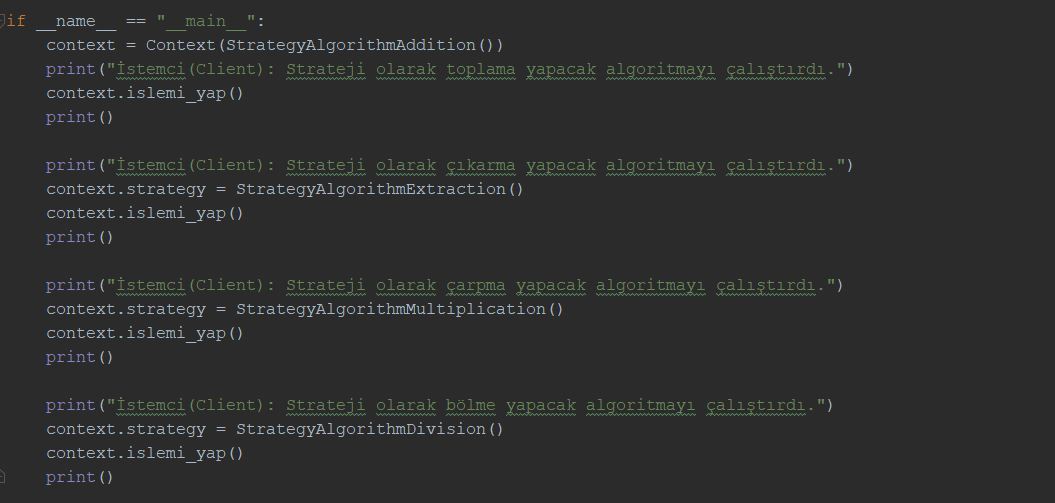 if __name__ == "__main__":
    context = Context(StrategyAlgorithmAddition())
    print("İstemci(Client): Strateji olarak toplama yapacak algoritmayı çalıştırdı.")
    context.islemi_yap()
    print()

    print("İstemci(Client): Strateji olarak çıkarma yapacak algoritmayı çalıştırdı.")
    context.strategy = StrategyAlgorithmExtraction()
    context.islemi_yap()
    print()

    print("İstemci(Client): Strateji olarak çarpma yapacak algoritmayı çalıştırdı.")
    context.strategy = StrategyAlgorithmMultiplication()
    context.islemi_yap()
    print()

    print("İstemci(Client): Strateji olarak bölme yapacak algoritmayı çalıştırdı.")
    context.strategy = StrategyAlgorithmDivision()
    context.islemi_yap()
    print()